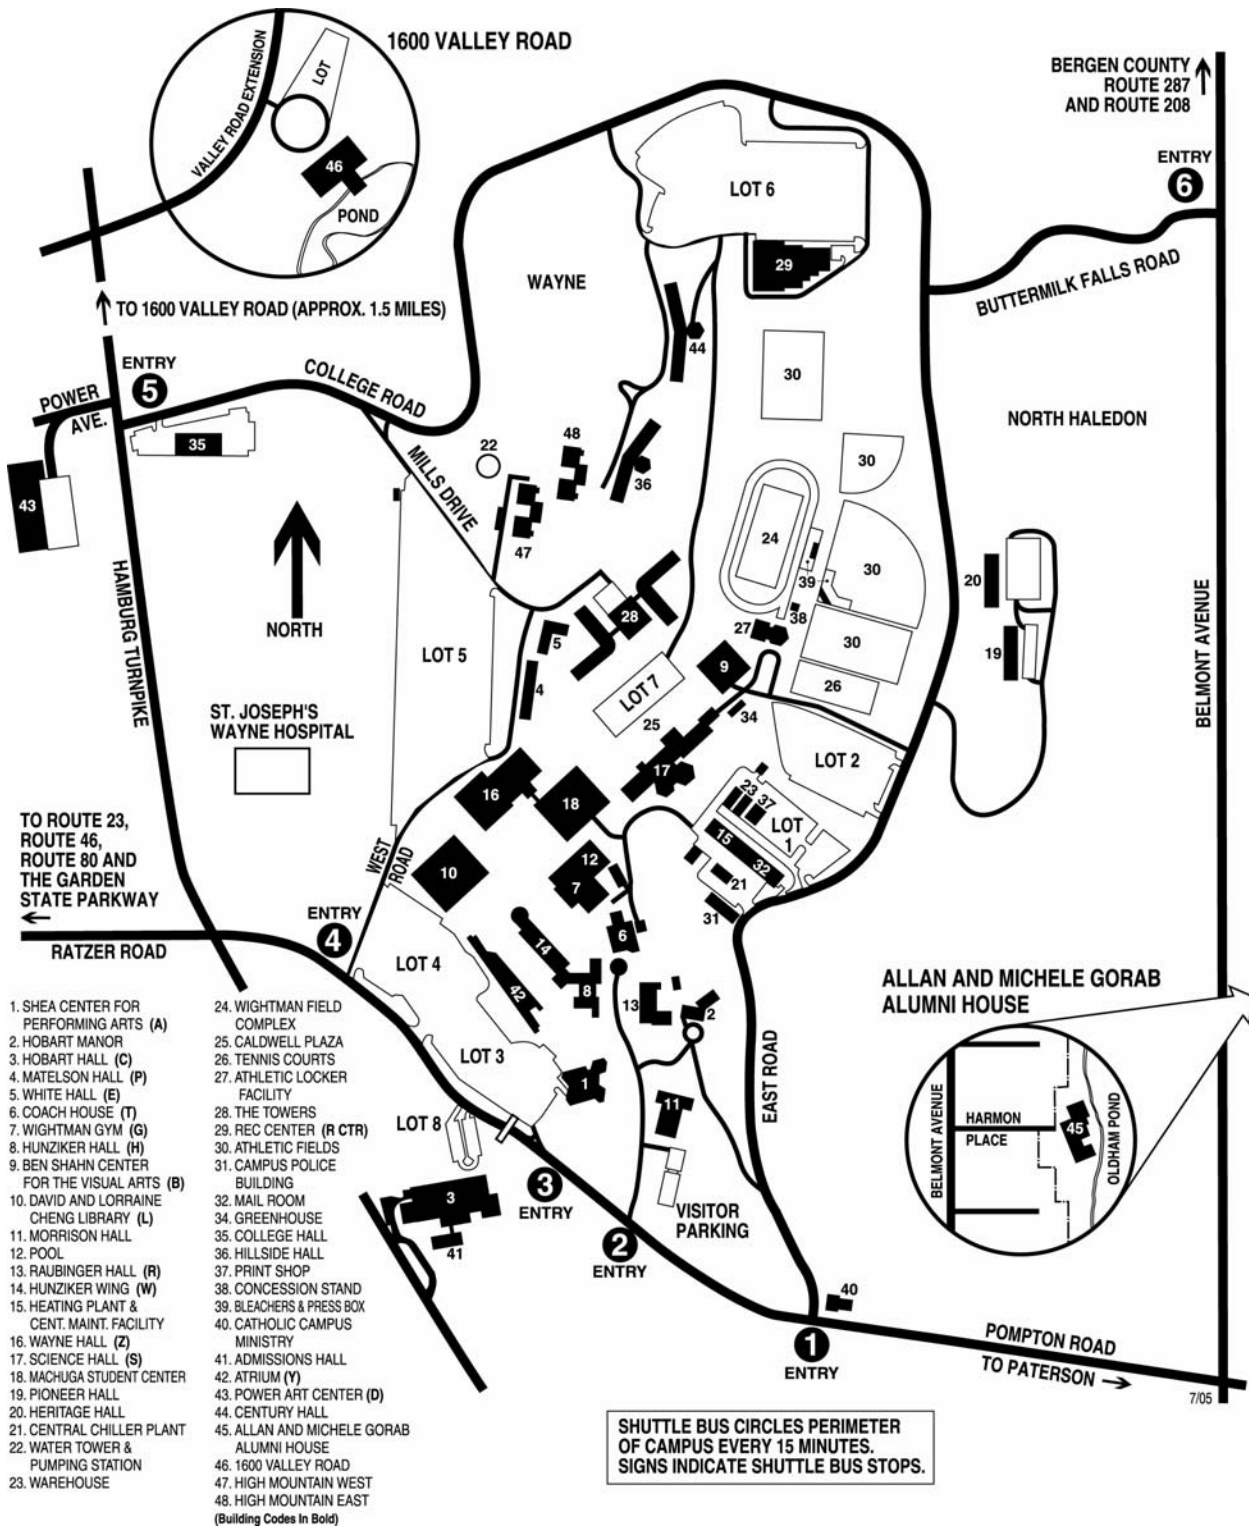 1600 VALLEY ROAD
VALLEY ROAD EXTENSION
LOT
46
POND
TO 1600 VALLEY ROAD (APPROX. 1.5 MILES)
BERGEN COUNTY
ROUTE 287
AND ROUTE 208
ENTRY
6
LOT 6
29
WAYNE
BUTTERMILK FALLS ROAD
44
30
ENTRY
5
COLLEGE ROAD
POWER
AVE.
35
43
NORTH HALEDON
22
48
36
30
MILLS DRIVE
47
24
30
39
20
38
HAMBURG TURNPIKE
NORTH
28
27
30
5
LOT 5
4
9
19
BELMONT AVENUE
LOT 7
26
34
25
ST. JOSEPH'S
WAYNE HOSPITAL
17
LOT 2
16
18
23
37
LOT
1
15
32
TO ROUTE 23,
ROUTE 46,
ROUTE 80 AND
THE GARDEN
STATE PARKWAY
WEST
ROAD
10
12
7
21
31
ENTRY
4
RATZER ROAD
6
14
LOT 4
42
8
13
2
ALLAN AND MICHELE GORAB
ALUMNI HOUSE
LOT 3
1
11
EAST ROAD
BELMONT AVENUE
HARMON
PLACE
45
OLDHAM POND
LOT 8
3
41
3
ENTRY
VISITOR
PARKING
2
ENTRY
40
1
ENTRY
POMPTON ROAD
TO PATERSON
7/05
1. SHEA CENTER FOR
PERFORMING ARTS (A)
2. HOBART MANOR
3. HOBART HALL (C)
4. MATELSON HALL (P)
5. WHITE HALL (E)
6. COACH HOUSE (T)
7. WIGHTMAN GYM (G)
8. HUNZIKER HALL (H)
9. BEN SHAHN CENTER
FOR THE VISUAL ARTS (B)
10. DAVID AND LORRAINE
CHENG LIBRARY (L)
11. MORRISON HALL
12. POOL
13. RAUBINGER HALL (R)
14. HUNZIKER WING (W)
15. HEATING PLANT &
CENT. MAINT. FACILITY
16. WAYNE HALL (Z)
17. SCIENCE HALL (S)
18. MACHUGA STUDENT CENTER
19. PIONEER HALL
20. HERITAGE HALL
21. CENTRAL CHILLER PLANT
22. WATER TOWER &
PUMPING STATION
23. WAREHOUSE
24. WIGHTMAN FIELD
COMPLEX
25. CALDWELL PLAZA
26. TENNIS COURTS
27. ATHLETIC LOCKER
FACILITY
28. THE TOWERS
29. REC CENTER (R CTR)
30. ATHLETIC FIELDS
31. CAMPUS POLICE
BUILDING
32. MAIL ROOM
34. GREENHOUSE
35. COLLEGE HALL
36. HILLSIDE HALL
37. PRINT SHOP
38. CONCESSION STAND
39. BLEACHERS & PRESS BOX
40. CATHOLIC CAMPUS
MINISTRY
41. ADMISSIONS HALL
42. ATRIUM (Y)
43. POWER ART CENTER (D)
44. CENTURY HALL
45. ALLAN AND MICHELE GORAB
ALUMNI HOUSE
46. 1600 VALLEY ROAD
47. HIGH MOUNTAIN WEST
48. HIGH MOUNTAIN EAST
(Building Codes In Bold)
SHUTTLE BUS CIRCLES PERIMETER
OF CAMPUS EVERY 15 MINUTES.
SIGNS INDICATE SHUTTLE BUS STOPS.